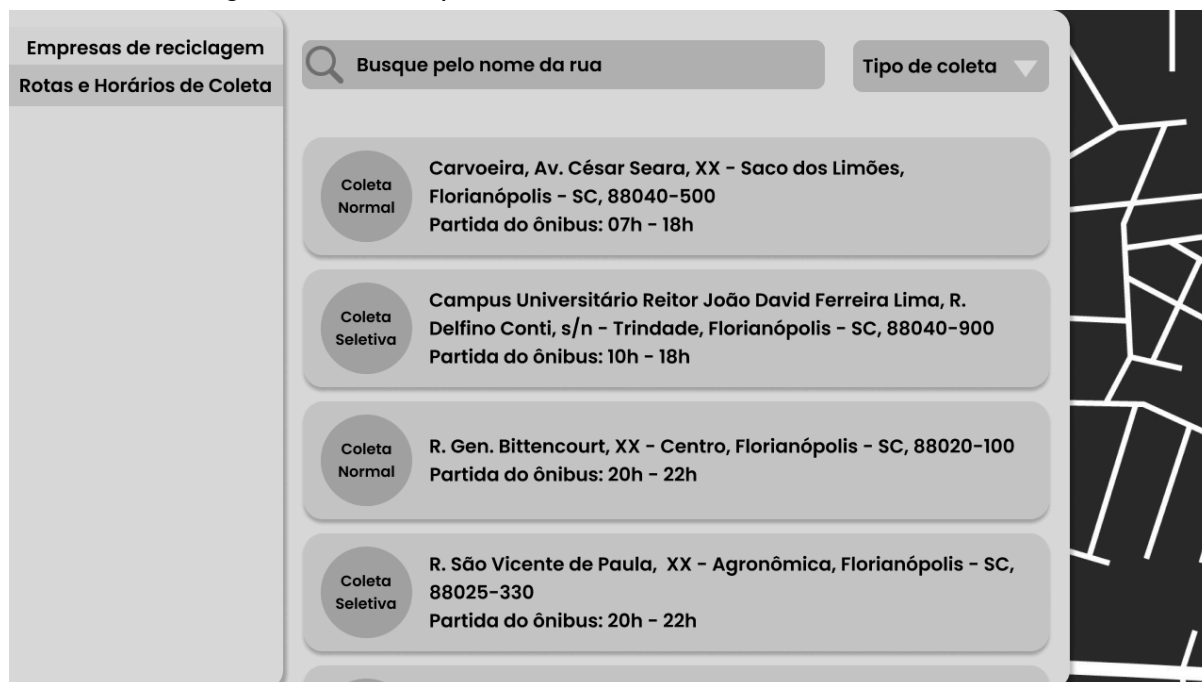 Empresas de reciclagem
Rotas e Horários de Coleta
Busque pelo nome da rua
Tipo de coleta
Coleta
Normal
Carvoeira, Av. César Seara, XX - Saco dos Limões,
Florianópolis - SC, 88040-500
Partida do ônibus: 07h - 18h
Coleta
Seletiva
Campus Universitário Reitor João David Ferreira Lima, R.
Delfino Conti, s/n - Trindade, Florianópolis - SC, 88040-900
Partida do ônibus: 10h - 18h
Coleta
Normal
R. Gen. Bittencourt, XX - Centro, Florianópolis - SC, 88020-100
Partida do ônibus: 20h - 22h
Coleta
Seletiva
R. São Vicente de Paula, XX - Agronômica, Florianópolis - SC,
88025-330
Partida do ônibus: 20h - 22h